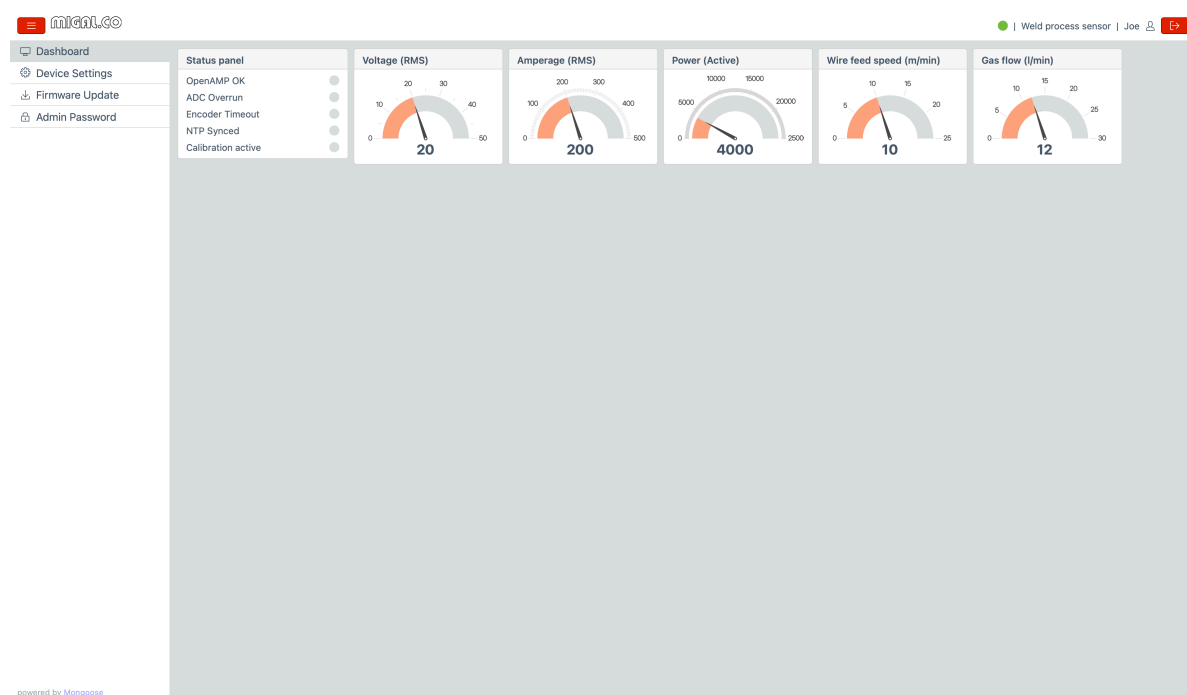 MIGAL.CO
| Weld process sensor | Joe
Dashboard
Device Settings
Firmware Update
Admin Password
Status panel
OpenAMP OK
ADC Overrun
Encoder Timeout
NTP Synced
Calibration active
Voltage (RMS)
0 10 20 30 40 50
20
Amperage (RMS)
0 100 200 300 400 500
200
Power (Active)
0 5000 10000 15000 20000 2500
4000
Wire feed speed (m/min)
0 5 10 15 20 25
10
Gas flow (l/min)
0 5 10 15 20 25 30
12
powered by Mongoose